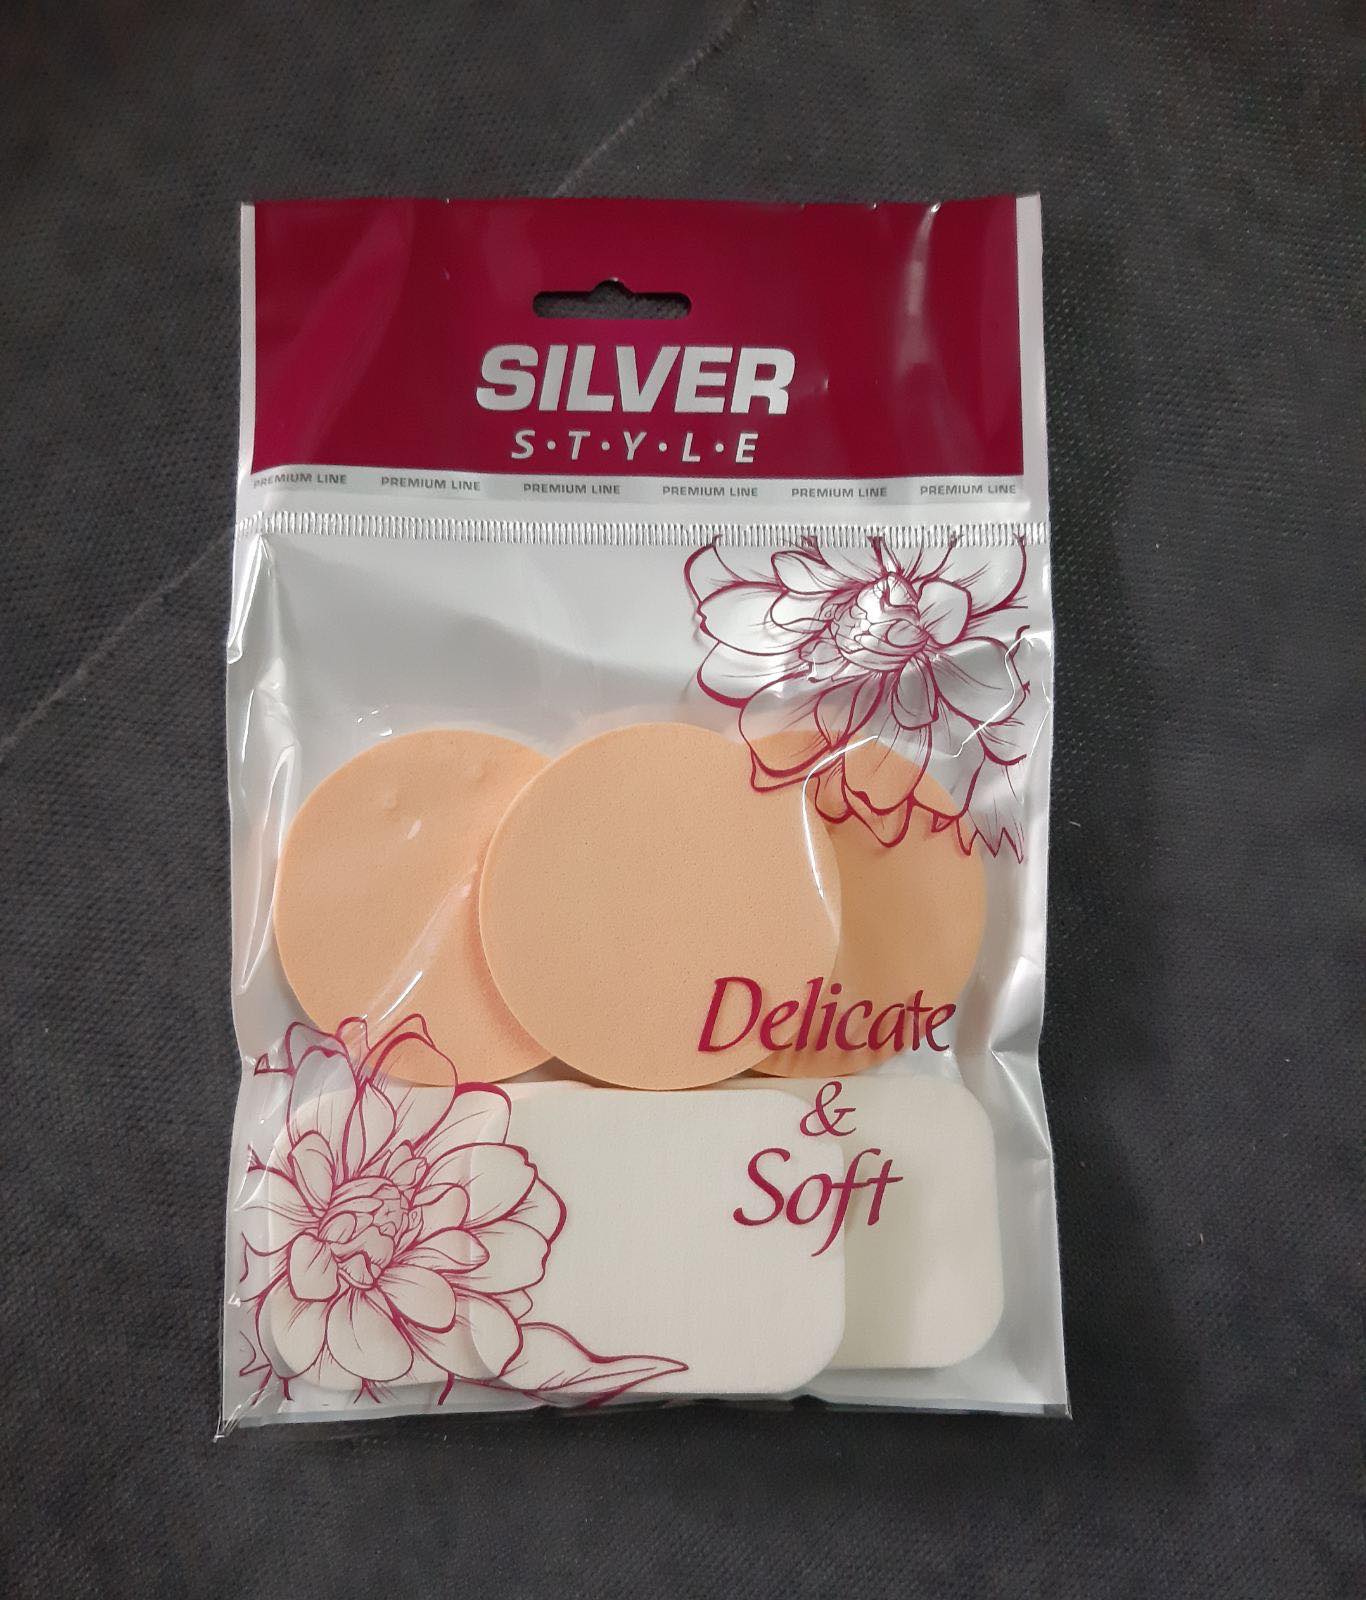 SILVER
S·T·Y·L·E
PREMIUM LINE PREMIUM LINE PREMIUM LINE PREMIUM LINE PREMIUM LINE PREMIUM LINE
Delicate
&
Soft